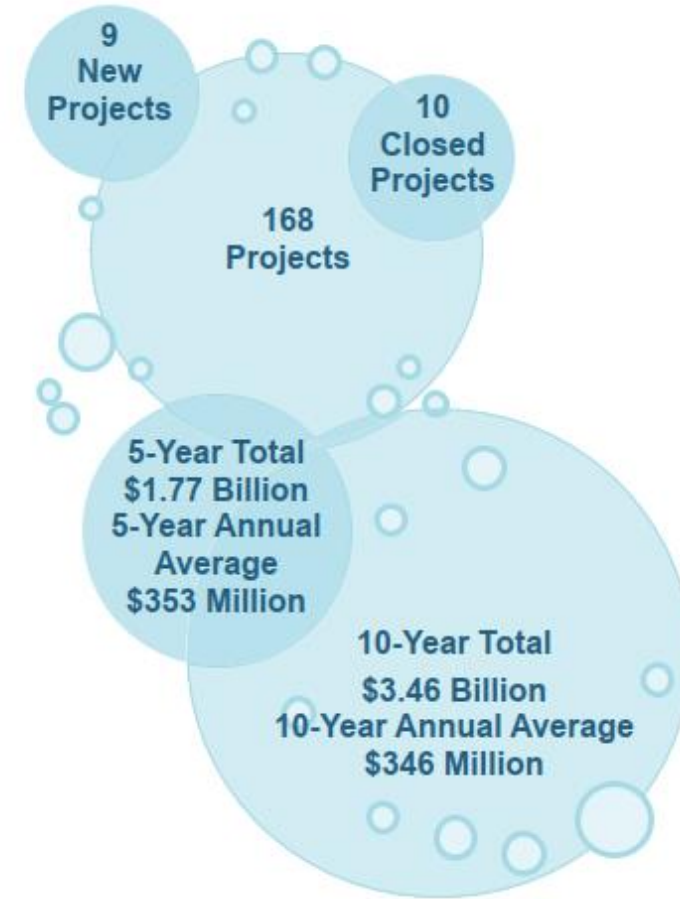 9
New
Projects
10
Closed
Projects
168
Projects
5-Year Total
$1.77 Billion
5-Year Annual
Average
$353 Million
10-Year Total
$3.46 Billion
10-Year Annual Average
$346 Million